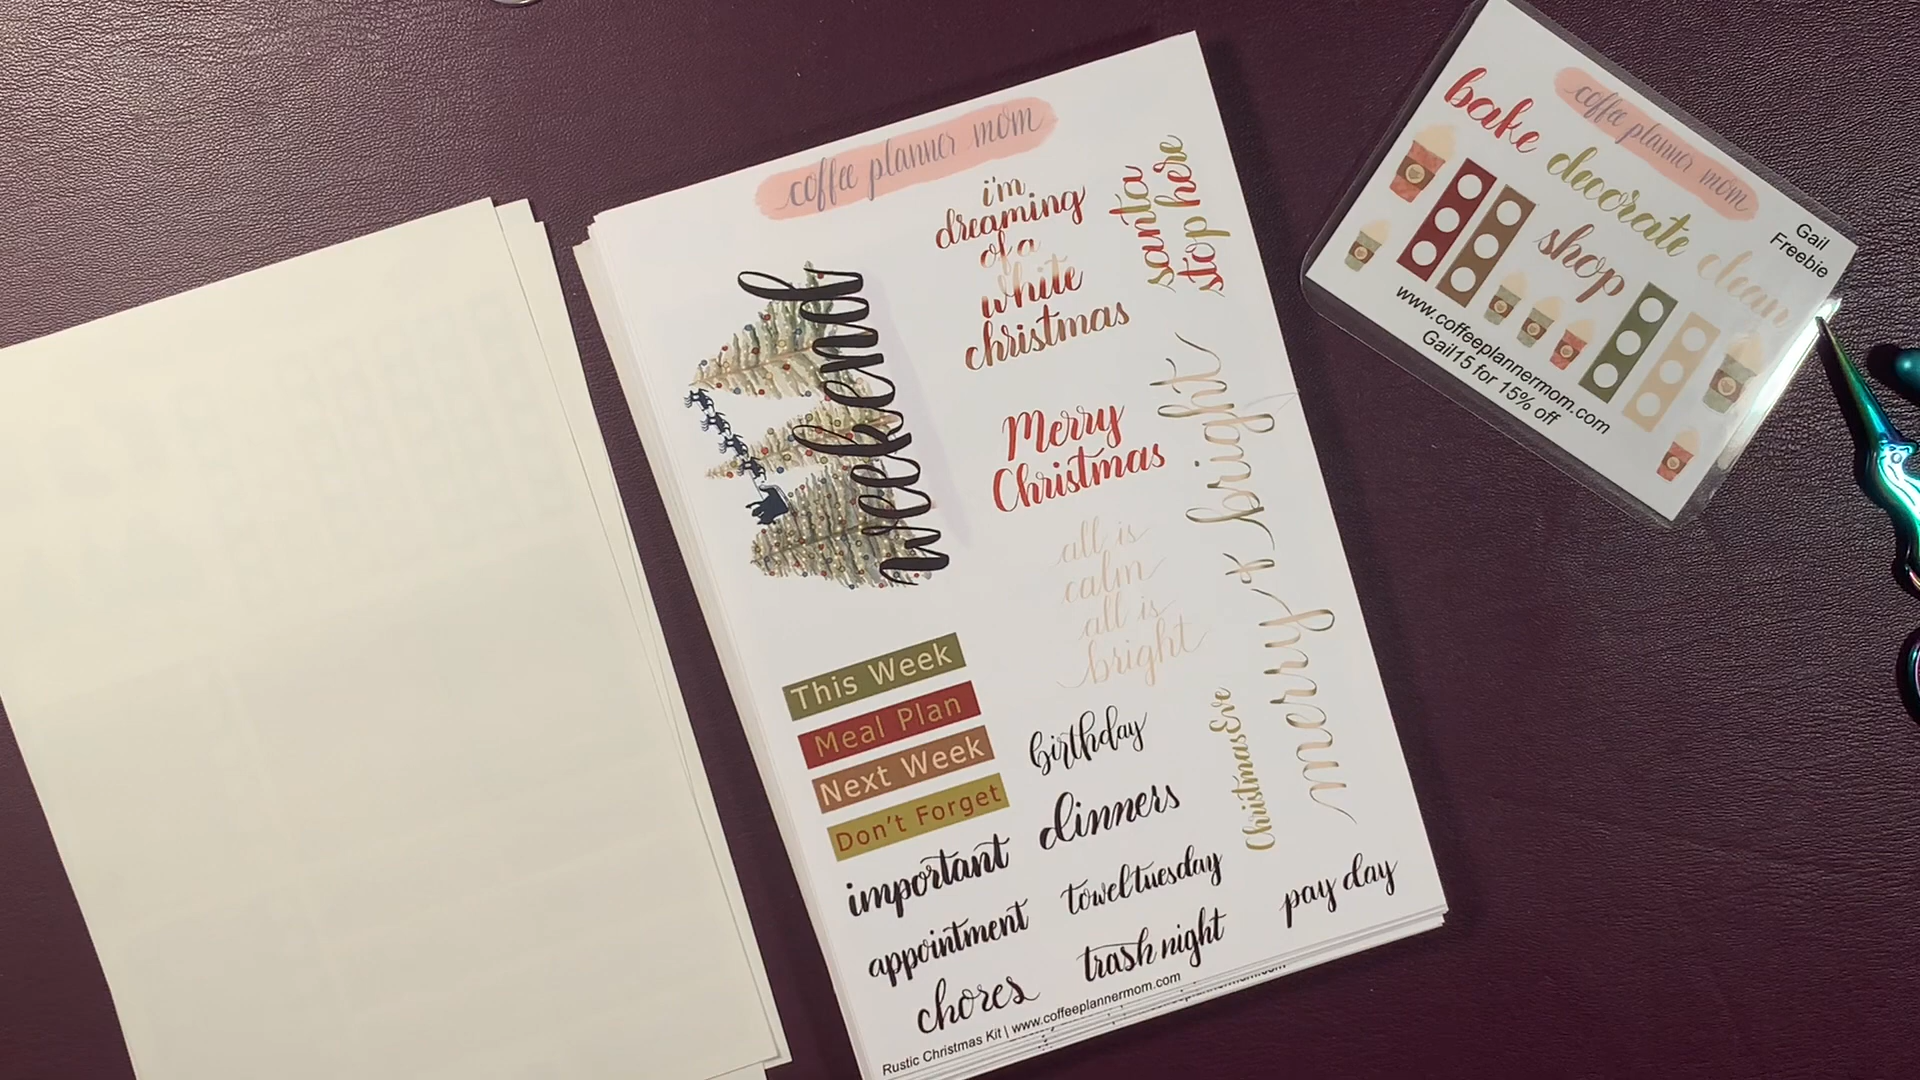 coffee planner mom
i'm
dreaming
of a
white
christmas
santa
stop here
weekend
Merry
Christmas
merry & bright
all is
calm
all is
bright
This Week
Meal Plan
Next Week
Don't Forget
birthday
dinners
Christmas Eve
important
towel tuesday
pay day
appointment
trash night
chores
Rustic Christmas Kit | www.coffeeplannermom.com
coffee planner mom
bake
decorate
clean
shop
Gail
Freebie
www.coffeeplannermom.com
Gail15 for 15% off